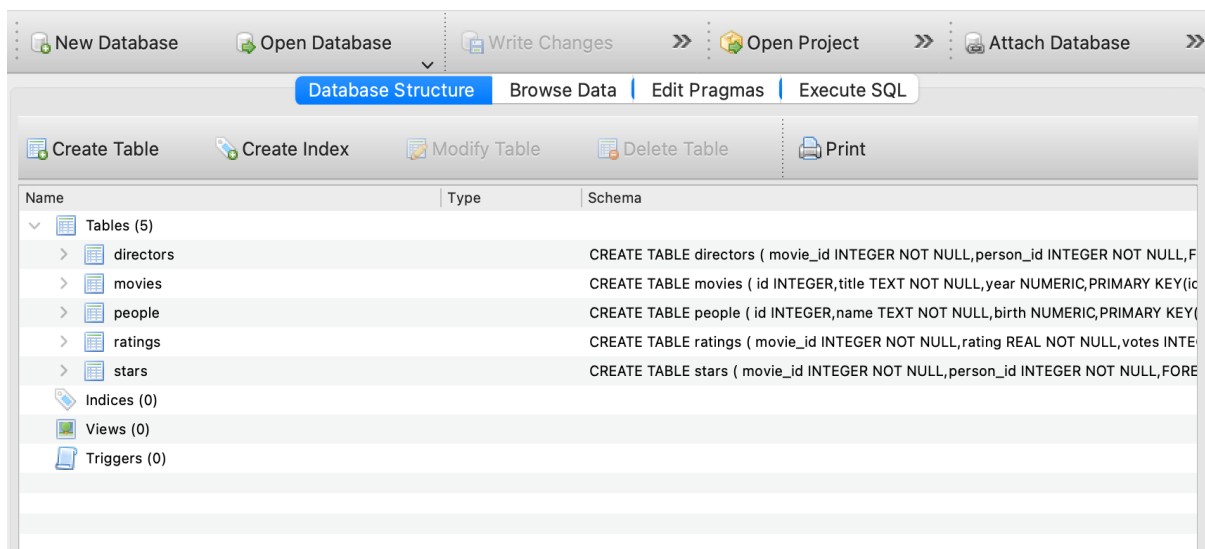 New Database Open Database Write Changes » Open Project » Attach Database »
Database Structure Browse Data Edit Pragmas Execute SQL
Create Table Create Index Modify Table Delete Table Print
Name Type Schema
Tables (5)
directors CREATE TABLE directors ( movie_id INTEGER NOT NULL,person_id INTEGER NOT NULL,F
movies CREATE TABLE movies ( id INTEGER,title TEXT NOT NULL,year NUMERIC,PRIMARY KEY(id
people CREATE TABLE people ( id INTEGER,name TEXT NOT NULL,birth NUMERIC,PRIMARY KEY(
ratings CREATE TABLE ratings ( movie_id INTEGER NOT NULL,rating REAL NOT NULL,votes INTE
stars CREATE TABLE stars ( movie_id INTEGER NOT NULL,person_id INTEGER NOT NULL,FORE
Indices (0)
Views (0)
Triggers (0)